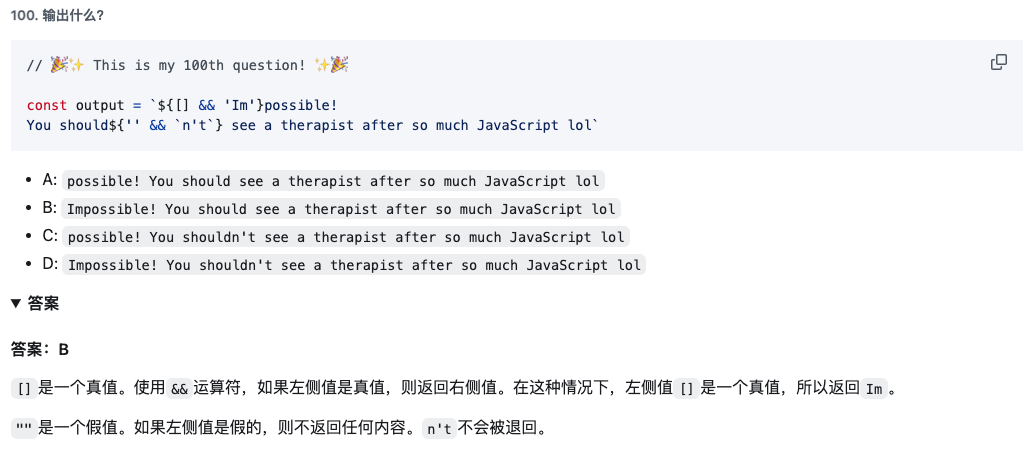 100. 输出什么?
// 🎉✨ This is my 100th question! ✨🎉
const output = `${[] && 'Im'}possible!
You should${'' && `n't`} see a therapist after so much JavaScript lol`
A: possible! You should see a therapist after so much JavaScript lol
B: Impossible! You should see a therapist after so much JavaScript lol
C: possible! You shouldn't see a therapist after so much JavaScript lol
D: Impossible! You shouldn't see a therapist after so much JavaScript lol
▼ 答案
答案：B
[] 是一个真值。使用 && 运算符，如果左侧值是真值，则返回右侧值。在这种情况下，左侧值 [] 是一个真值，所以返回 Im 。
"" 是一个假值。如果左侧值是假的，则不返回任何内容。 n't 不会被退回。